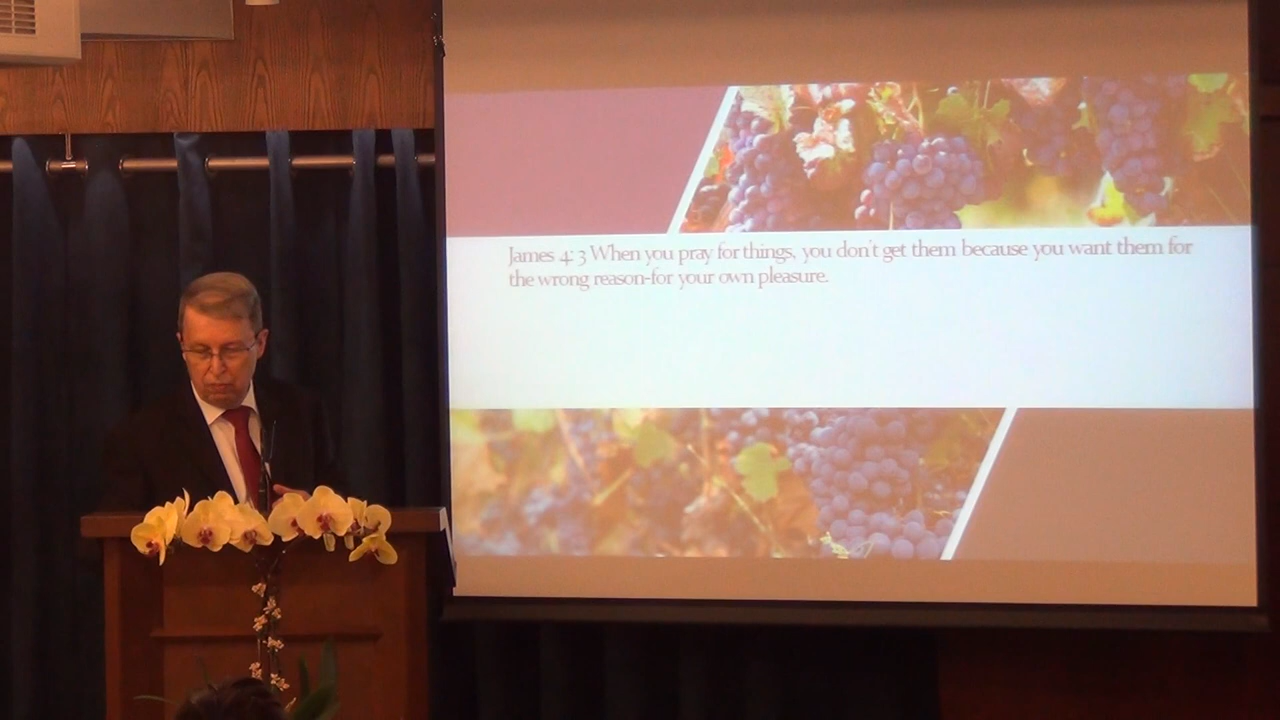 James 4: 3 When you pray for things, you don't get them because you want them for
the wrong reason-for your own pleasure.